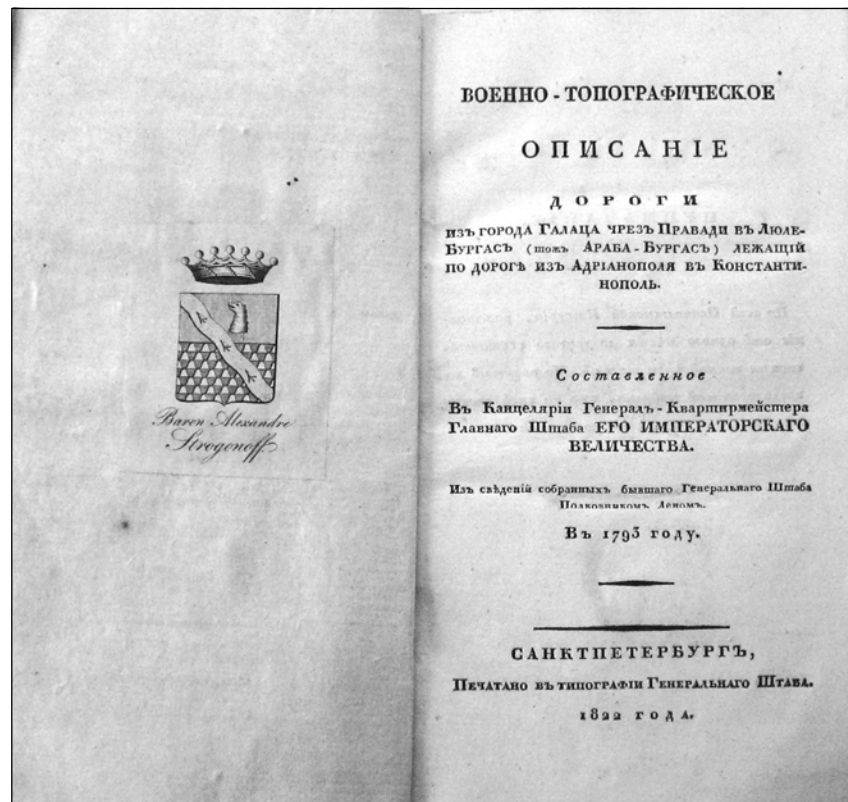 Baron Alexandre
Strogonoff
ВОЕННО - ТОПОГРАФИЧЕСКОЕ
ОПИСАНІЕ
ДОРОГИ
ИЗЪ ГОРОДА ГАЛАЦА ЧРЕЗЪ ПРАВАДИ ВЪ ЛЮЛЕ-
БУРГАСЪ (тожъ АРАБА - БУРГАСЪ) ЛЕЖАЩІЙ
ПО ДОРОГѢ ИЗЪ АДРІАНОПОЛЯ ВЪ КОНСТАНТИ-
НОПОЛЬ.
Составленное
Въ Канцеляріи Генералъ - Квартирмейстера
Главнаго Штаба ЕГО ИМПЕРАТОРСКАГО
ВЕЛИЧЕСТВА.
Изъ свѣденій собранныхъ бывшаго Генеральнаго Штаба
Полковникомъ Леномъ.
Въ 1793 году.
САНКТПЕТЕРБУРГЪ,
ПЕЧАТАНО ВЪ ТИПОГРАФІИ ГЕНЕРАЛЬНАГО ШТАБА.
1822 ГОДА.